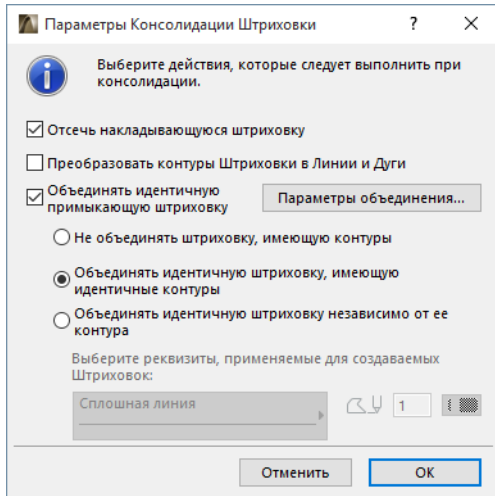 Параметры Консолидации Штриховки
?
Выберите действия, которые следует выполнить при
консолидации.
Отсечь накладывающуюся штриховку
Преобразовать контуры Штриховки в Линии и Дуги
Объединять идентичную
примыкающую штриховку
Параметры объединения...
Не объединять штриховку, имеющую контуры
Объединять идентичную штриховку, имеющую
идентичные контуры
Объединять идентичную штриховку независимо от ее
контура
Выберите реквизиты, применяемые для создаваемых
Штриховок:
Сплошная линия
1
Отменить
OK